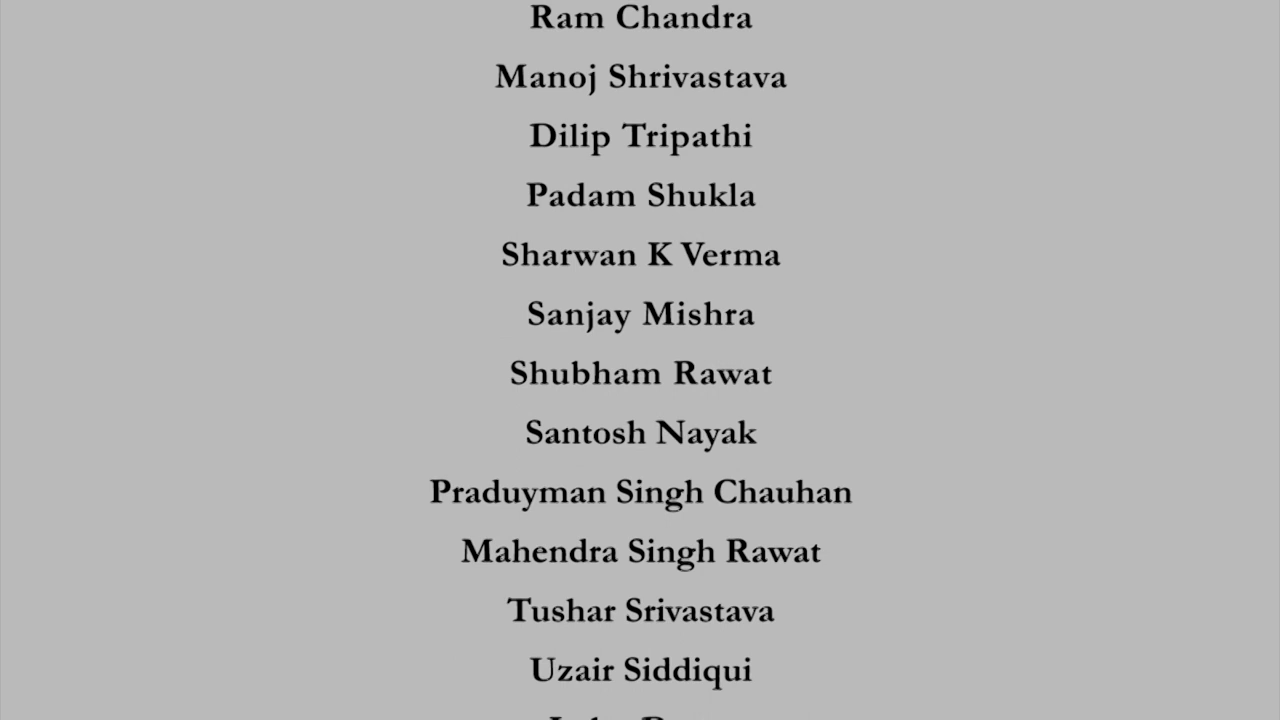 Ram Chandra
Manoj Shrivastava
Dilip Tripathi
Padam Shukla
Sharwan K Verma
Sanjay Mishra
Shubham Rawat
Santosh Nayak
Praduyman Singh Chauhan
Mahendra Singh Rawat
Tushar Srivastava
Uzair Siddiqui